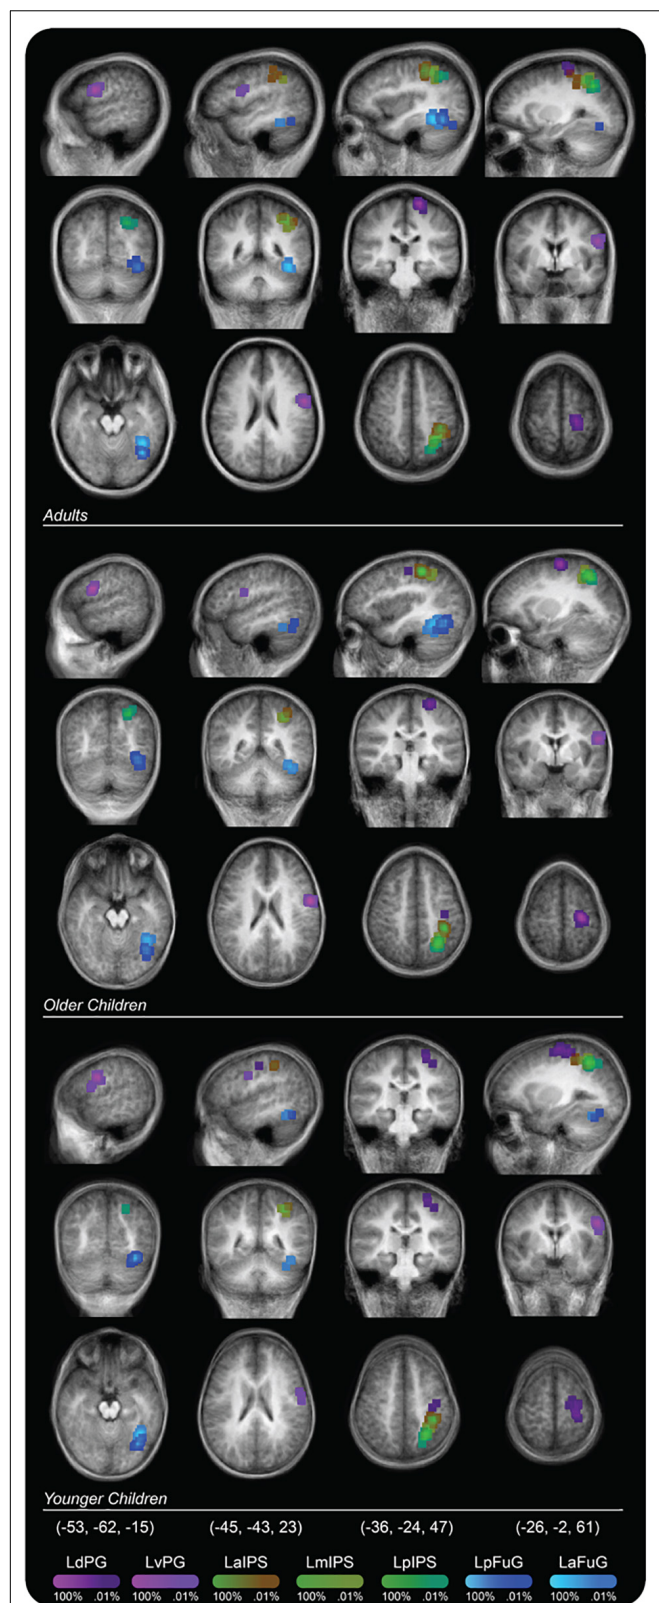 Adults
Older Children
Younger Children
(-53, -62, -15) (-45, -43, 23) (-36, -24, 47) (-26, -2, 61)
LdPG LvPG LaIPS LmIPS LpIPS LpFuG LaFuG
100% .01% 100% .01% 100% .01% 100% .01% 100% .01% 100% .01% 100% .01%